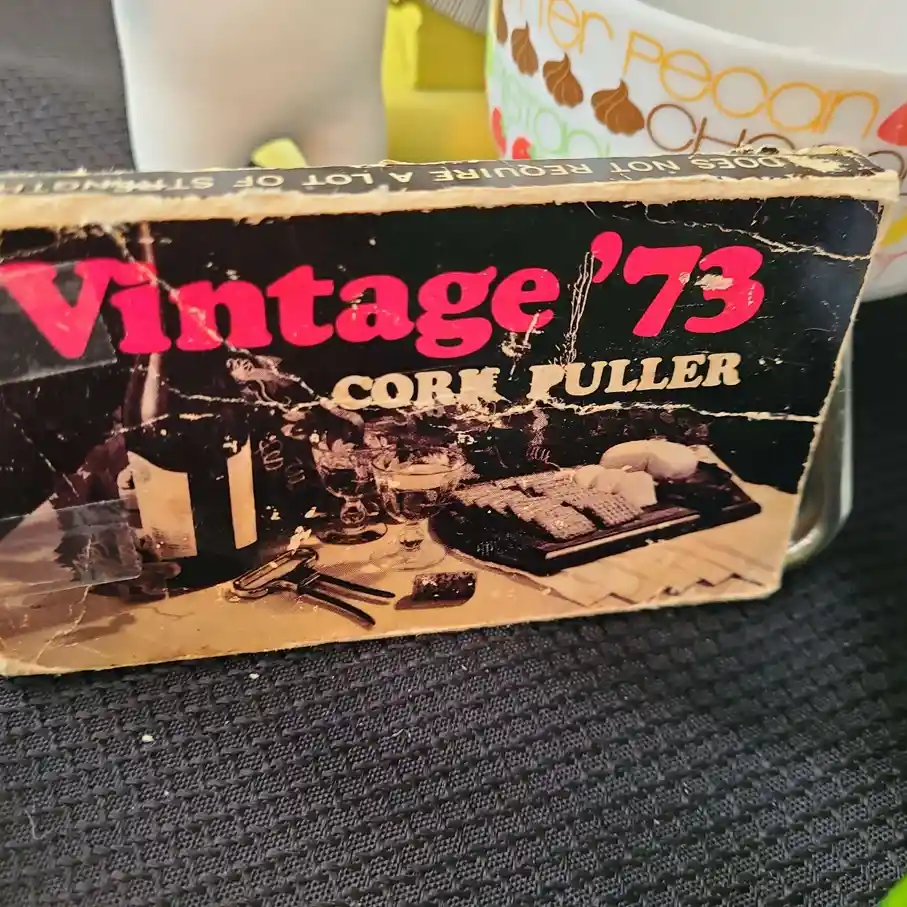 DOES NOT REQUIRE A LOT OF STRENGTH
Vintage '73
CORK PULLER
PECAN